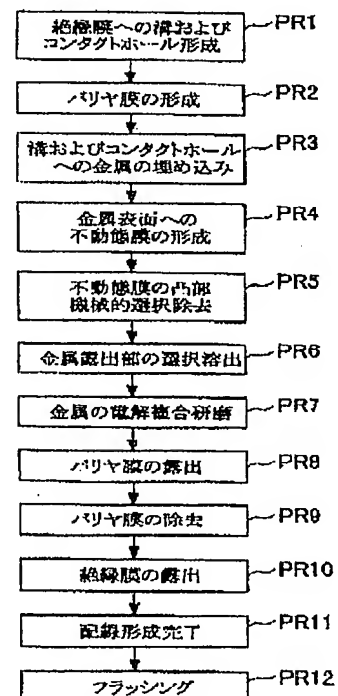 絶縁膜への溝および
コンタクトホール形成
PR1
バリヤ膜の形成
PR2
溝およびコンタクトホール
への金属の埋め込み
PR3
金属表面への
不動態膜の形成
PR4
不動態膜の凸部
機械的選択除去
PR5
金属露出部の選択溶出
PR6
金属の電解複合研磨
PR7
バリヤ膜の露出
PR8
バリヤ膜の除去
PR9
絶縁膜の露出
PR10
配線形成完了
PR11
フラッシング
PR12